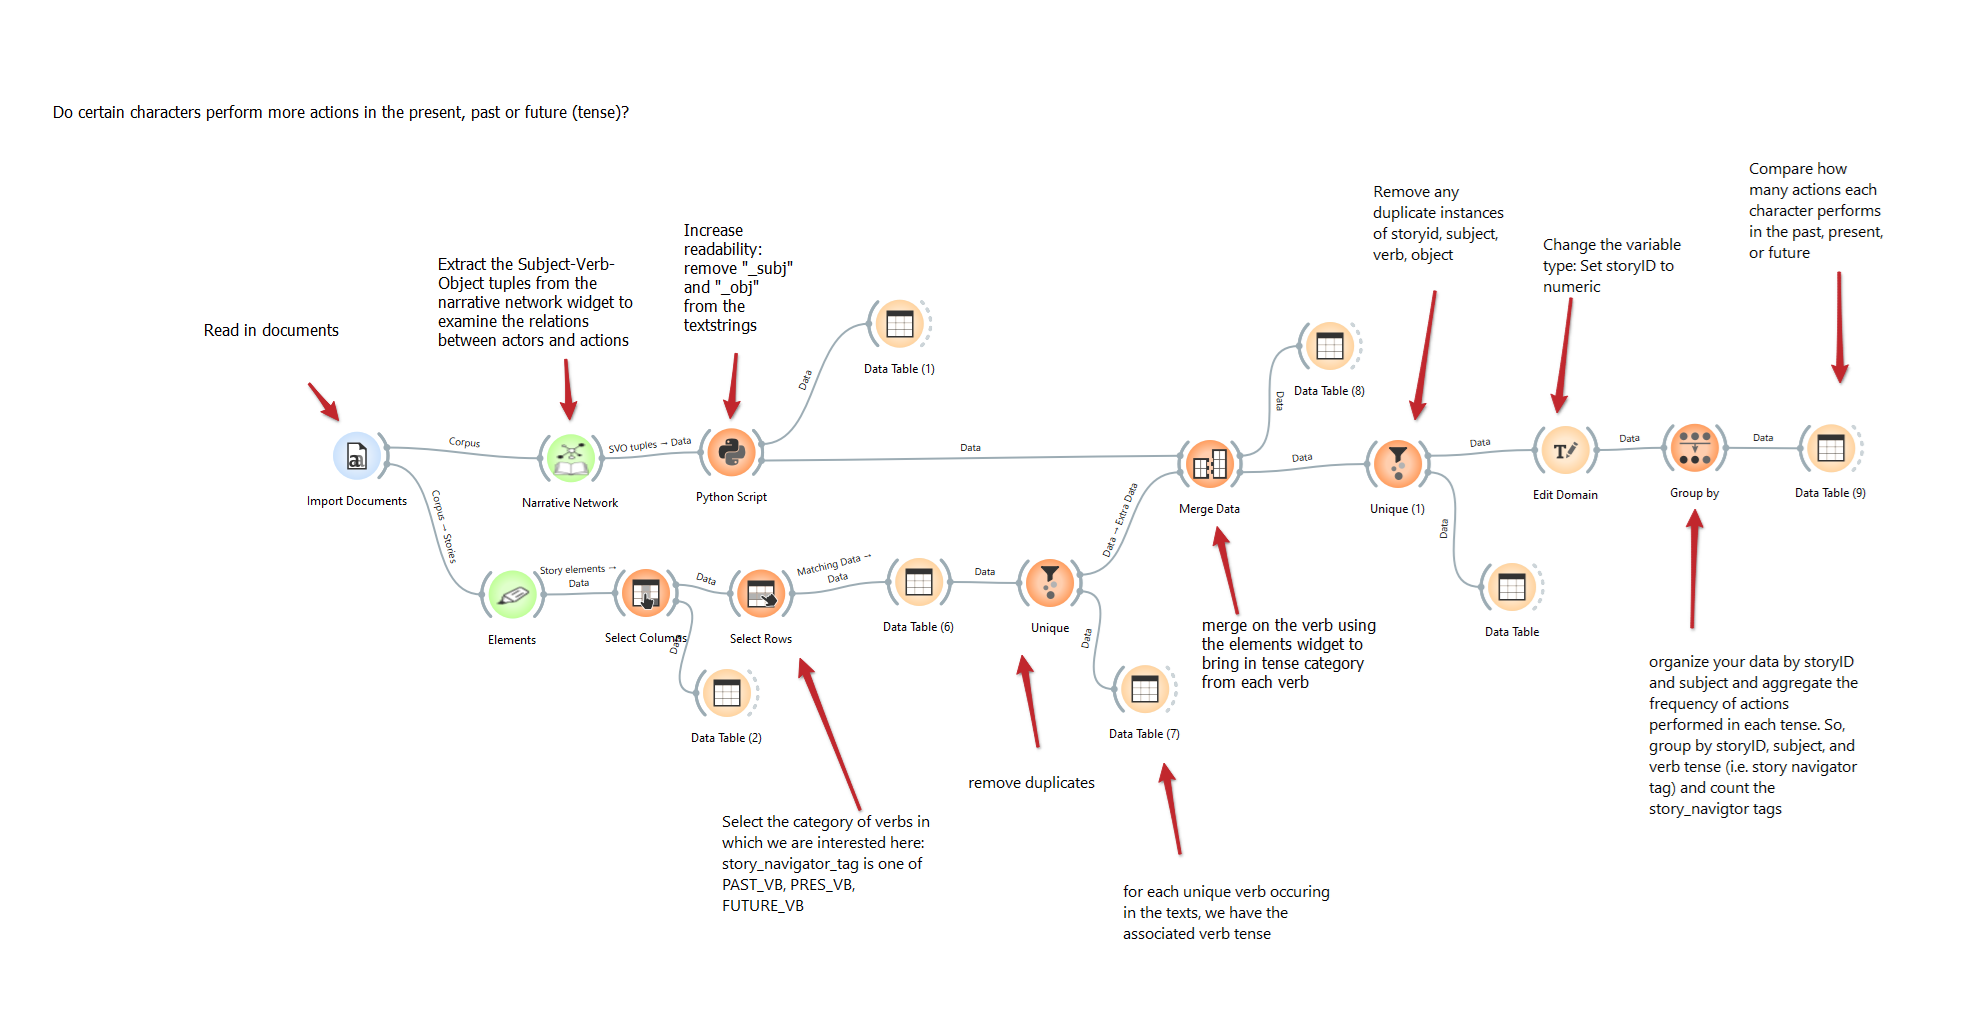 Do certain characters perform more actions in the present, past or future (tense)?
Read in documents
Extract the Subject-Verb-
Object tuples from the
narrative network widget to
examine the relations
between actors and actions
Increase
readability:
remove "_subj"
and "_obj"
from the
textstrings
Remove any
duplicate instances
of storyid, subject,
verb, object
Change the variable
type: Set storyID to
numeric
Compare how
many actions each
character performs
in the past, present,
or future
Data
Data Table (1)
Data
Data Table (8)
Import Documents
Corpus
Narrative Network
SVO tuples → Data
Python Script
Data
Merge Data
Data
Unique (1)
Data
Edit Domain
Data
Group by
Data
Data Table (9)
Corpus → Stories
Elements
Story elements →
Data
Select Columns
Data
Select Rows
Matching Data →
Data
Data Table (6)
Data
Unique
Data → Extra Data
Data
Data Table (2)
Data
Data Table (7)
Data
Data Table
merge on the verb using
the elements widget to
bring in tense category
from each verb
organize your data by storyID
and subject and aggregate the
frequency of actions
performed in each tense. So,
group by storyID, subject, and
verb tense (i.e. story navigator
tag) and count the
story_navigtor tags
remove duplicates
Select the category of verbs in
which we are interested here:
story_navigator_tag is one of
PAST_VB, PRES_VB,
FUTURE_VB
for each unique verb occuring
in the texts, we have the
associated verb tense